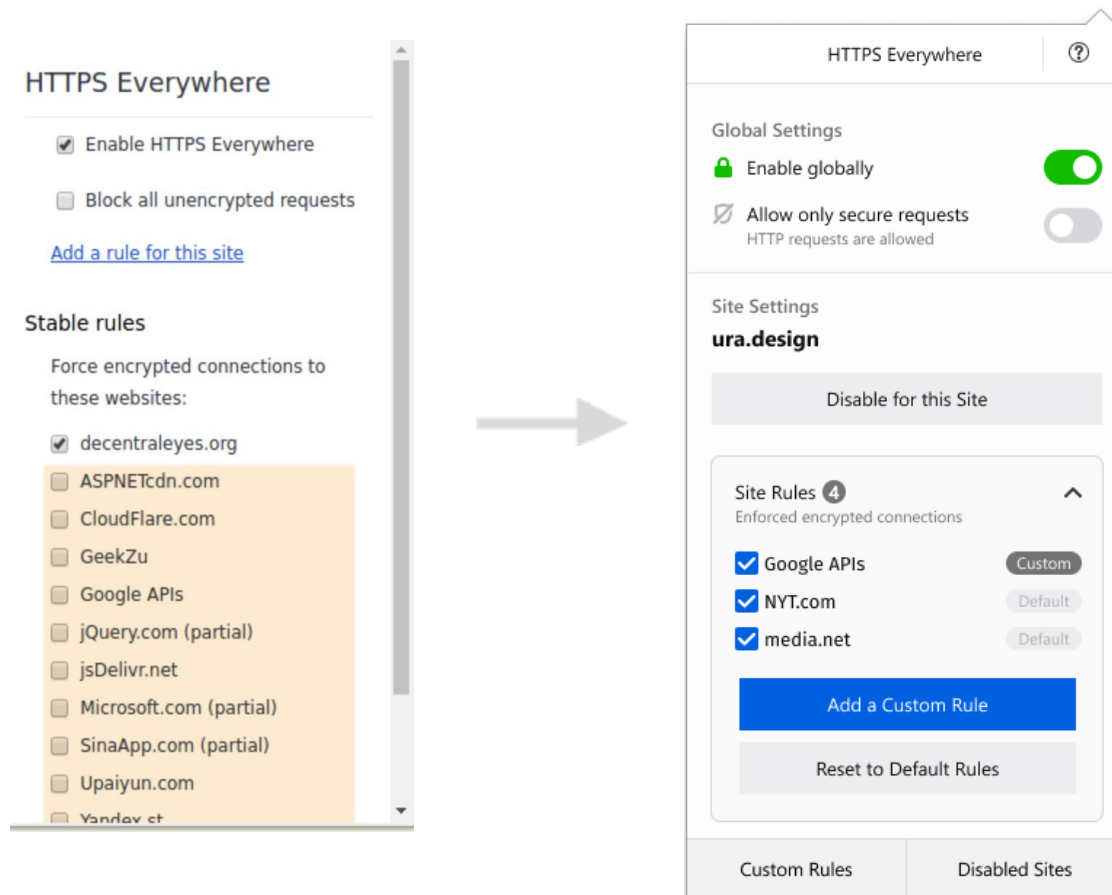 HTTPS Everywhere
Enable HTTPS Everywhere
Block all unencrypted requests
Add a rule for this site
Stable rules
Force encrypted connections to
these websites:
decentraleyes.org
ASPNETcdn.com
CloudFlare.com
GeekZu
Google APIs
jQuery.com (partial)
jsDelivr.net
Microsoft.com (partial)
SinaApp.com (partial)
Upaiyun.com
Yandex.st
HTTPS Everywhere
?
Global Settings
Enable globally
Allow only secure requests
HTTP requests are allowed
Site Settings
ura.design
Disable for this Site
Site Rules 4
Enforced encrypted connections
Google APIs Custom
NYT.com Default
media.net Default
Add a Custom Rule
Reset to Default Rules
Custom Rules Disabled Sites